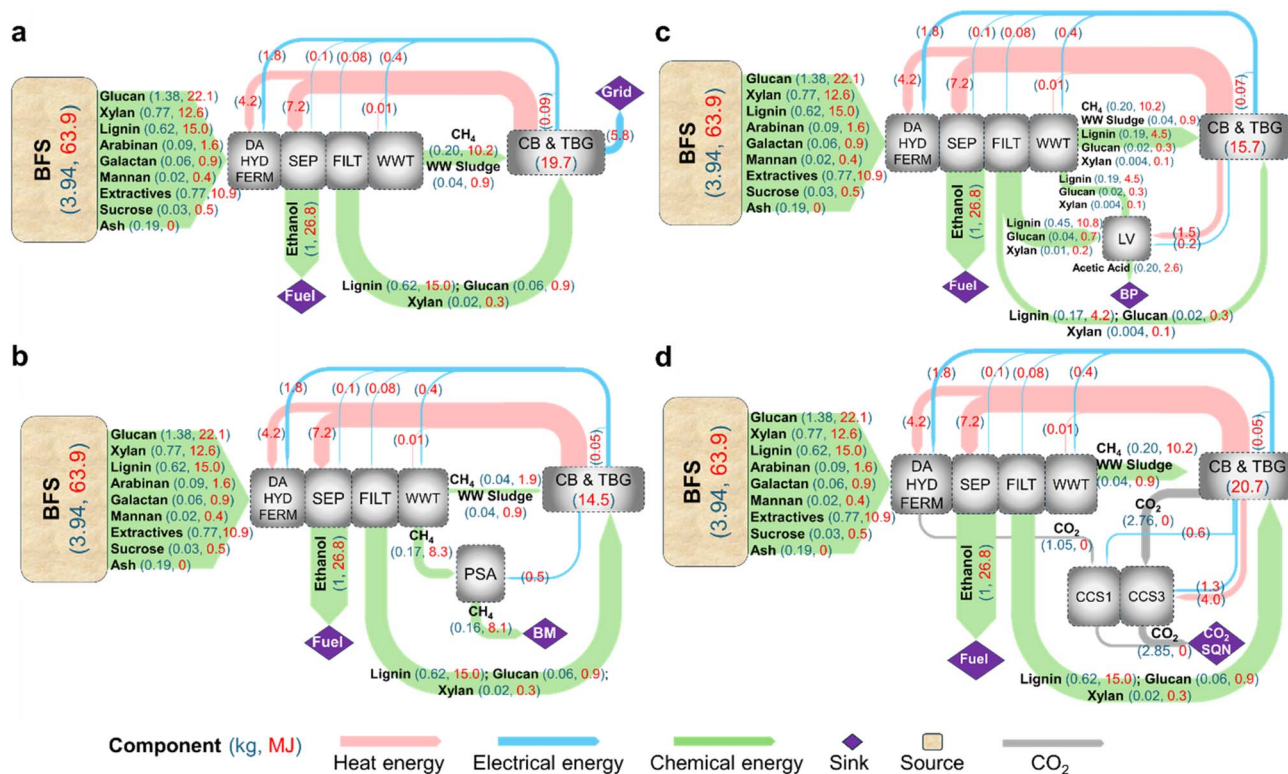 a
BFS
(3.94, 63.9)
Glucan (1.38, 22.1)
Xylan (0.77, 12.6)
Lignin (0.62, 15.0)
Arabinan (0.09, 1.6)
Galactan (0.06, 0.9)
Mannan (0.02, 0.4)
Extractives (0.77,10.9)
Sucrose (0.03, 0.5)
Ash (0.19, 0)
(1.8)
(0.1)
(0.08)
(0.4)
(4.2)
(7.2)
(0.01)
(0.09)
DA
HYD
FERM
SEP
FILT
WWT
CH4
(0.20, 10.2)
WW Sludge
(0.04, 0.9)
CB & TBG
(19.7)
Grid
(5.8)
Ethanol
(1, 26.8)
Fuel
Lignin (0.62, 15.0); Glucan (0.06, 0.9)
Xylan (0.02, 0.3)
b
BFS
(3.94, 63.9)
Glucan (1.38, 22.1)
Xylan (0.77, 12.6)
Lignin (0.62, 15.0)
Arabinan (0.09, 1.6)
Galactan (0.06, 0.9)
Mannan (0.02, 0.4)
Extractives (0.77,10.9)
Sucrose (0.03, 0.5)
Ash (0.19, 0)
(1.8)
(0.1)
(0.08)
(0.4)
(4.2)
(7.2)
(0.01)
(0.05)
DA
HYD
FERM
SEP
FILT
WWT
CH4 (0.04, 1.9)
WW Sludge
(0.04, 0.9)
CB & TBG
(14.5)
CH4
(0.17, 8.3)
PSA
(0.5)
CH4
(0.16, 8.1)
BM
Ethanol
(1, 26.8)
Fuel
Lignin (0.62, 15.0); Glucan (0.06, 0.9);
Xylan (0.02, 0.3)
c
BFS
(3.94, 63.9)
Glucan (1.38, 22.1)
Xylan (0.77, 12.6)
Lignin (0.62, 15.0)
Arabinan (0.09, 1.6)
Galactan (0.06, 0.9)
Mannan (0.02, 0.4)
Extractives (0.77,10.9)
Sucrose (0.03, 0.5)
Ash (0.19, 0)
(1.8)
(0.1)
(0.08)
(0.4)
(4.2)
(7.2)
(0.01)
(0.07)
DA
HYD
FERM
SEP
FILT
WWT
CH4 (0.20, 10.2)
WW Sludge (0.04, 0.9)
Lignin (0.19, 4.5)
Glucan (0.02, 0.3)
Xylan (0.004, 0.1)
CB & TBG
(15.7)
Lignin (0.19, 4.5)
Glucan (0.02, 0.3)
Xylan (0.004, 0.1)
Lignin (0.45, 10.8)
Glucan (0.04, 0.7)
Xylan (0.01, 0.2)
LV
(1.5)
(0.2)
Acetic Acid (0.20, 2.6)
BP
Ethanol
(1, 26.8)
Fuel
Lignin (0.17, 4.2); Glucan (0.02, 0.3)
Xylan (0.004, 0.1)
d
BFS
(3.94, 63.9)
Glucan (1.38, 22.1)
Xylan (0.77, 12.6)
Lignin (0.62, 15.0)
Arabinan (0.09, 1.6)
Galactan (0.06, 0.9)
Mannan (0.02, 0.4)
Extractives (0.77,10.9)
Sucrose (0.03, 0.5)
Ash (0.19, 0)
(1.8)
(0.1)
(0.08)
(0.4)
(4.2)
(7.2)
(0.01)
(0.05)
DA
HYD
FERM
SEP
FILT
WWT
CH4 (0.20, 10.2)
WW Sludge
(0.04, 0.9)
CB & TBG
(20.7)
CO2
(2.76, 0)
CO2
(1.05, 0)
(0.6)
CCS1
CCS3
(1.3)
(4.0)
CO2
(2.85, 0)
CO2
SQN
Ethanol
(1, 26.8)
Fuel
Lignin (0.62, 15.0); Glucan (0.06, 0.9)
Xylan (0.02, 0.3)
Component (kg, MJ)
Heat energy
Electrical energy
Chemical energy
Sink
Source
CO2